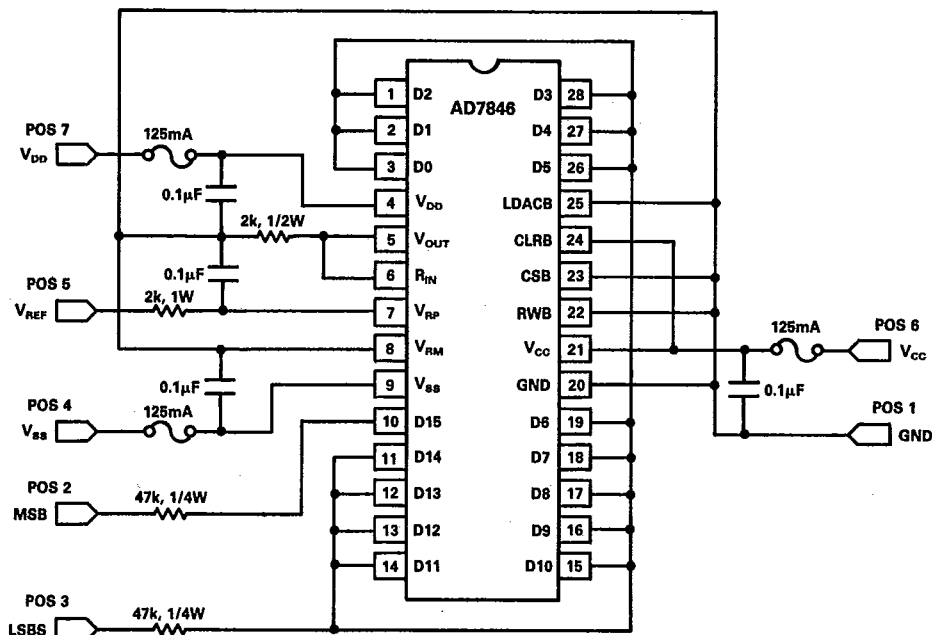 AD7846
1 D2
2 D1
3 D0
4 VDD
5 VOUT
6 RIN
7 VRP
8 VRM
9 VSS
10 D15
11 D14
12 D13
13 D12
14 D11
D3 28
D4 27
D5 26
LDACB 25
CLRB 24
CSB 23
RWB 22
VCC 21
GND 20
D6 19
D7 18
D8 17
D9 16
D10 15
POS 7
VDD
125mA
0.1µF
2k, 1/2W
0.1µF
POS 5
VREF
2k, 1W
0.1µF
POS 4
VSS
125mA
POS 2
MSB
47k, 1/4W
POS 3
LSBS
47k, 1/4W
125mA
POS 6
VCC
0.1µF
POS 1
GND